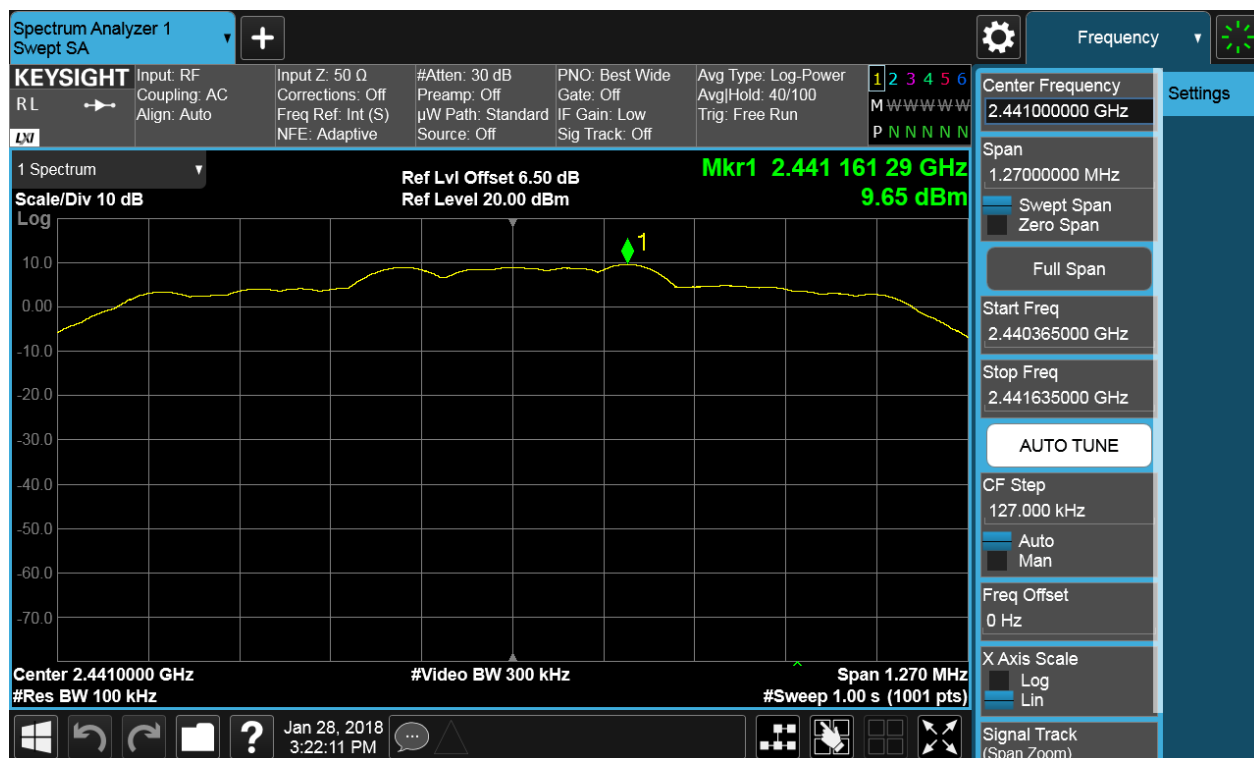 Spectrum Analyzer 1
Swept SA
Frequency
KEYSIGHT
R L
LXI
Input: RF
Coupling: AC
Align: Auto
Input Z: 50 Ω
Corrections: Off
Freq Ref: Int (S)
NFE: Adaptive
#Atten: 30 dB
Preamp: Off
µW Path: Standard
Source: Off
PNO: Best Wide
Gate: Off
IF Gain: Low
Sig Track: Off
Avg Type: Log-Power
Avg|Hold: 40/100
Trig: Free Run
1 2 3 4 5 6
M W W W W W
P N N N N N
1 Spectrum
Scale/Div 10 dB
Log
Ref Lvl Offset 6.50 dB
Ref Level 20.00 dBm
Mkr1 2.441 161 29 GHz
9.65 dBm
1
10.0
0.00
-10.0
-20.0
-30.0
-40.0
-50.0
-60.0
-70.0
Center 2.4410000 GHz
#Video BW 300 kHz
Span 1.270 MHz
#Res BW 100 kHz
#Sweep 1.00 s (1001 pts)
Jan 28, 2018
3:22:11 PM
Center Frequency
2.441000000 GHz
Settings
Span
1.27000000 MHz
Swept Span
Zero Span
Full Span
Start Freq
2.440365000 GHz
Stop Freq
2.441635000 GHz
AUTO TUNE
CF Step
127.000 kHz
Auto
Man
Freq Offset
0 Hz
X Axis Scale
Log
Lin
Signal Track
(Span Zoom)